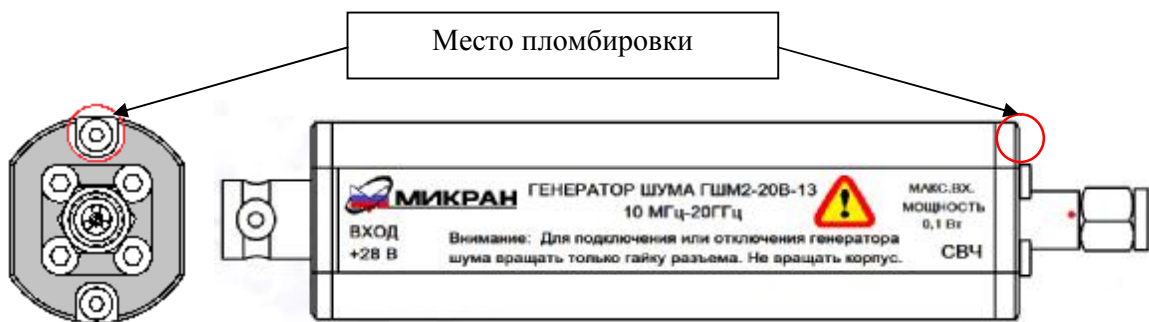 Место пломбировки
МИКРАН
ГЕНЕРАТОР ШУМА ГШМ2-20В-13
10 МГц-20ГГц
МАКС.ВХ.
МОЩНОСТЬ
0,1 Вт
ВХОД
+28 В
Внимание: Для подключения или отключения генератора
шума вращать только гайку разъема. Не вращать корпус.
СВЧ